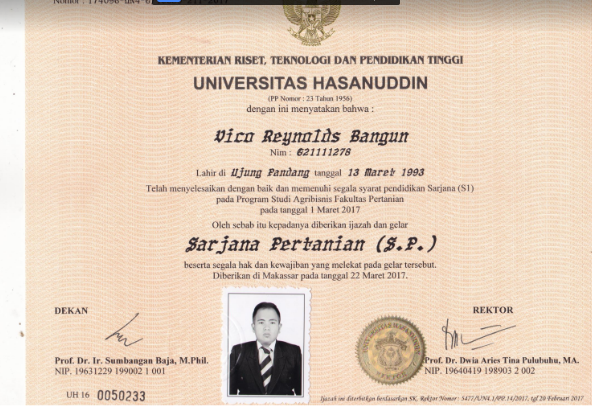 Nomor :
KEMENTERIAN RISET, TEKNOLOGI DAN PENDIDIKAN TINGGI
UNIVERSITAS HASANUDDIN
(PP Nomor : 23 Tahun 1956)
dengan ini menyatakan bahwa :
Vico Reynolds Bangun
Nim : G21111278
Lahir di Ujung Pandang tanggal 13 Maret 1993
Telah menyelesaikan dengan baik dan memenuhi segala syarat pendidikan Sarjana (S1)
pada Program Studi Agribisnis Fakultas Pertanian
pada tanggal 1 Maret 2017
Oleh sebab itu kepadanya diberikan ijazah dan gelar
Sarjana Pertanian (S.P.)
beserta segala hak dan kewajiban yang melekat pada gelar tersebut.
Diberikan di Makassar pada tanggal 22 Maret 2017.
DEKAN
Prof. Dr. Ir. Sumbangan Baja, M.Phil.
NIP. 19631229 199002 1 001
UH 16 0050233
REKTOR
Prof. Dr. Dwia Aries Tina Pulubuhu, MA.
NIP. 19640419 198903 2 002
Ijazah ini diterbitkan berdasarkan SK. Rektor Nomor: 5477/UN4.1/PP.14/2017, tgl 20 Februari 2017